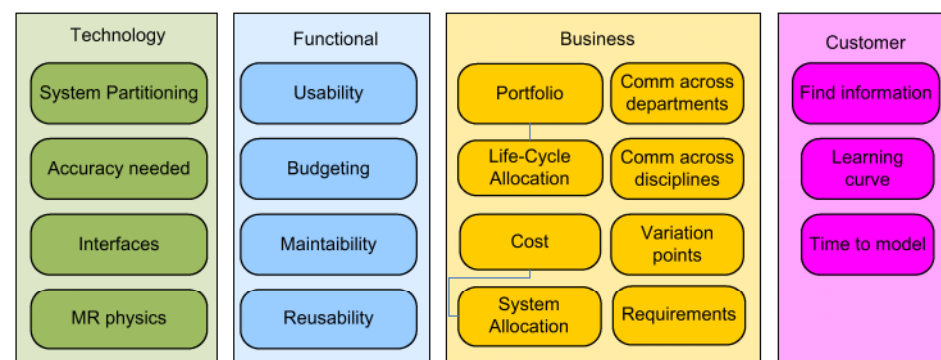 Technology
System Partitioning
Accuracy needed
Interfaces
MR physics
Functional
Usability
Budgeting
Maintaibility
Reusability
Business
Portfolio
Life-Cycle
Allocation
Cost
System
Allocation
Comm across
departments
Comm across
disciplines
Variation
points
Requirements
Customer
Find information
Learning
curve
Time to model